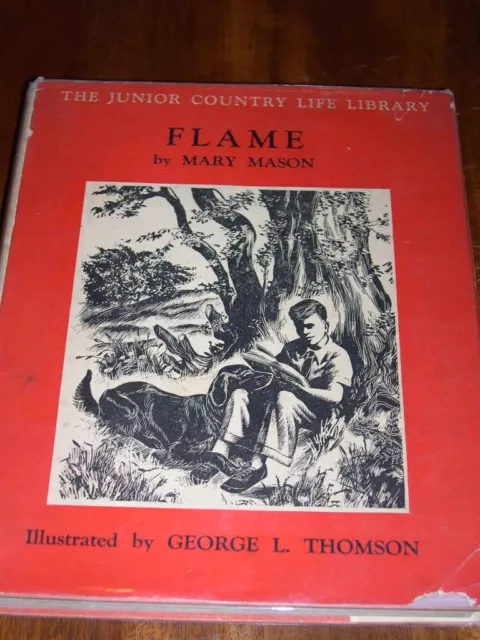 THE JUNIOR COUNTRY LIFE LIBRARY
FLAME
by MARY MASON
Illustrated by GEORGE L. THOMSON